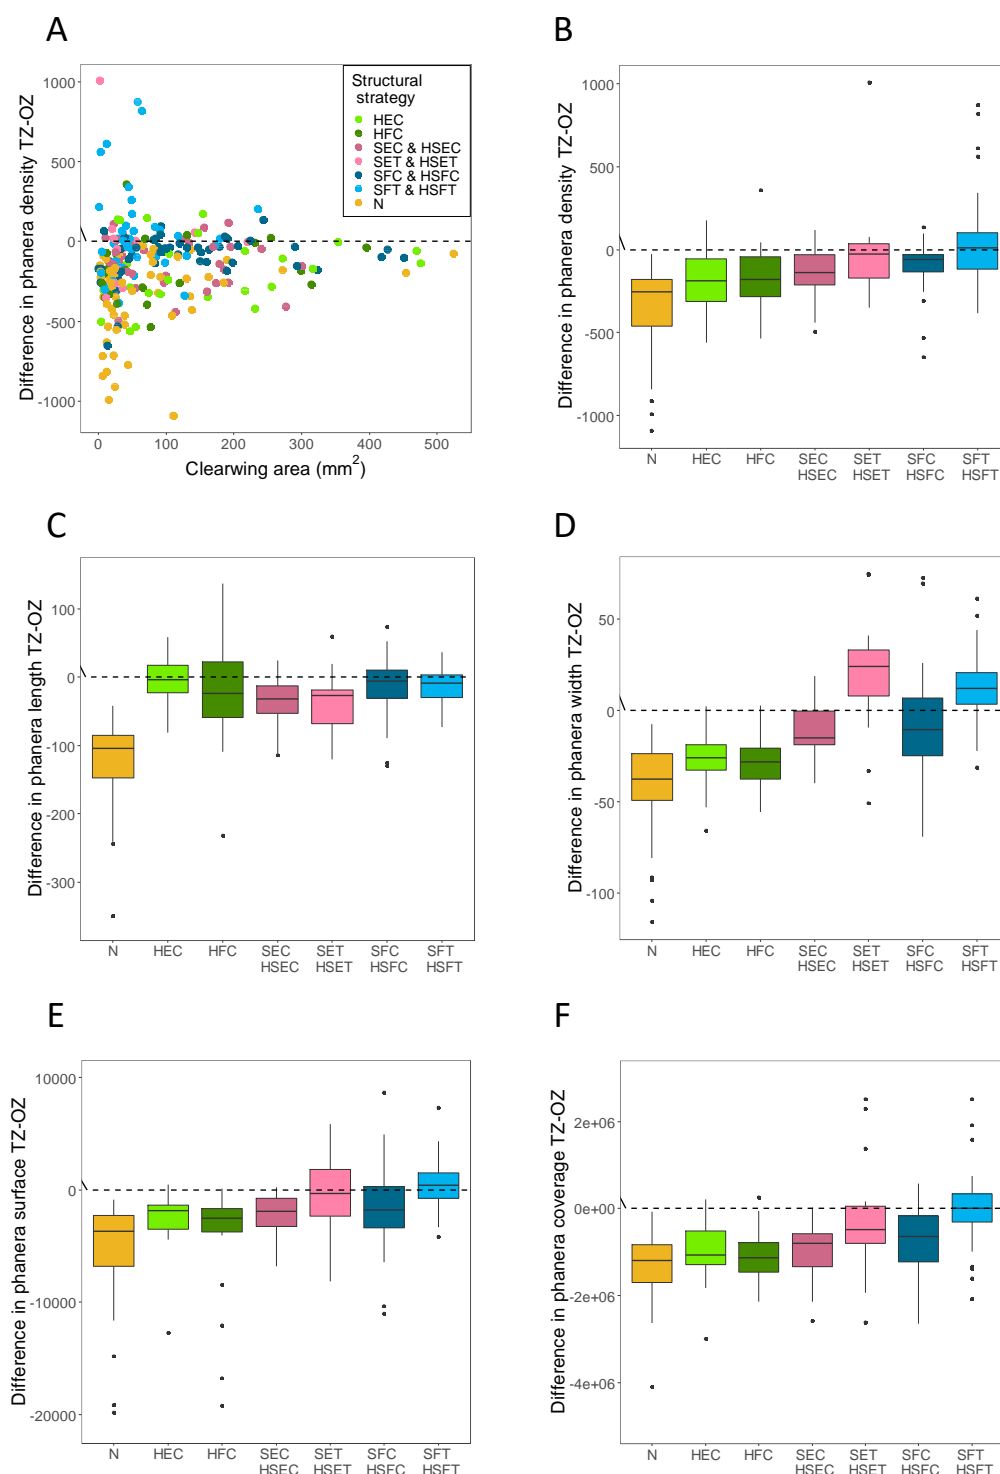 A
Difference in phanera density TZ-OZ
1000
500
0
-500
-1000
0 100 200 300 400 500
Clearwing area (mm²)
Structural
strategy
HEC
HFC
SEC & HSEC
SET & HSET
SFC & HSFC
SFT & HSFT
N
B
Difference in phanera density TZ-OZ
1000
500
0
-500
-1000
N HEC HFC SEC SET SFC SFT
HSEC HSET HSFC HSFT
C
Difference in phanera length TZ-OZ
100
0
-100
-200
-300
N HEC HFC SEC SET SFC SFT
HSEC HSET HSFC HSFT
D
Difference in phanera width TZ-OZ
50
0
-50
-100
N HEC HFC SEC SET SFC SFT
HSEC HSET HSFC HSFT
E
Difference in phanera surface TZ-OZ
10000
0
-10000
-20000
N HEC HFC SEC SET SFC SFT
HSEC HSET HSFC HSFT
F
Difference in phanera coverage TZ-OZ
2e+06
0e+00
-2e+06
-4e+06
N HEC HFC SEC SET SFC SFT
HSEC HSET HSFC HSFT